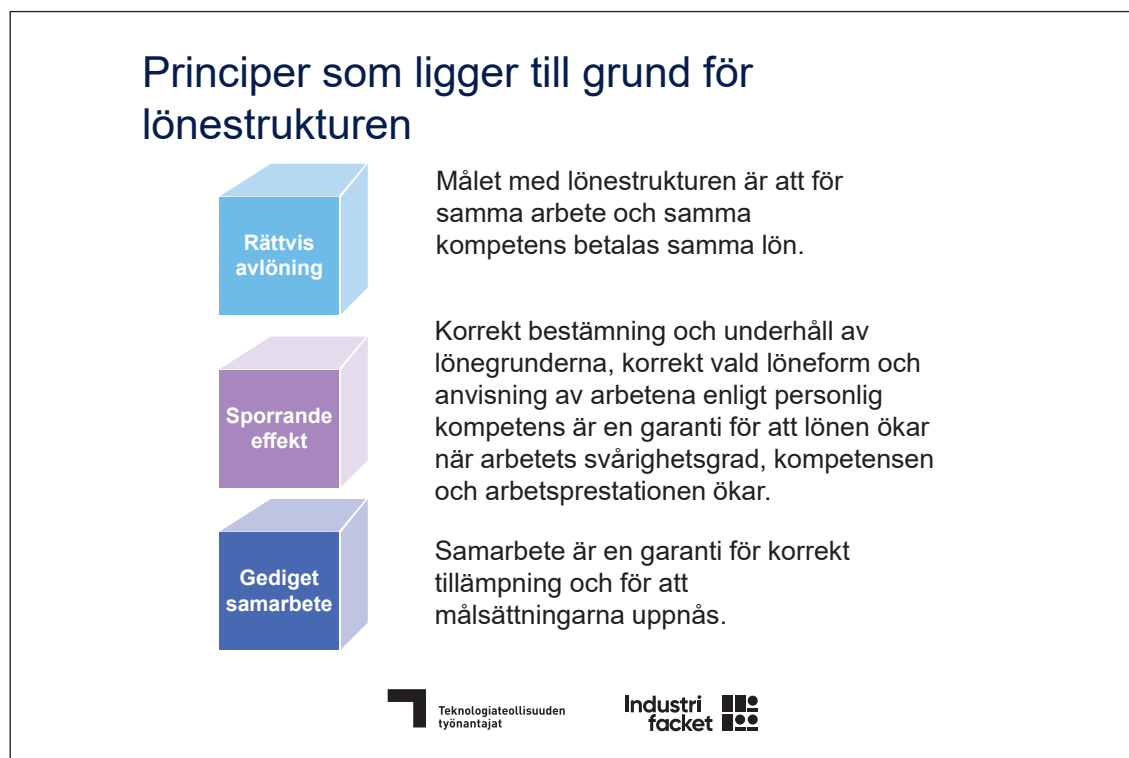 Principer som ligger till grund för
lönestrukturen
Rättvis
avlöning
Målet med lönestrukturen är att för
samma arbete och samma
kompetens betalas samma lön.
Sporrande
effekt
Korrekt bestämning och underhåll av
lönegrunderna, korrekt vald löneform och
anvisning av arbetena enligt personlig
kompetens är en garanti för att lönen ökar
när arbetets svårighetsgrad, kompetensen
och arbetsprestationen ökar.
Gediget
samarbete
Samarbete är en garanti för korrekt
tillämpning och för att
målsättningarna uppnås.
Teknologiateollisuuden
työnantajat
Industri
facket